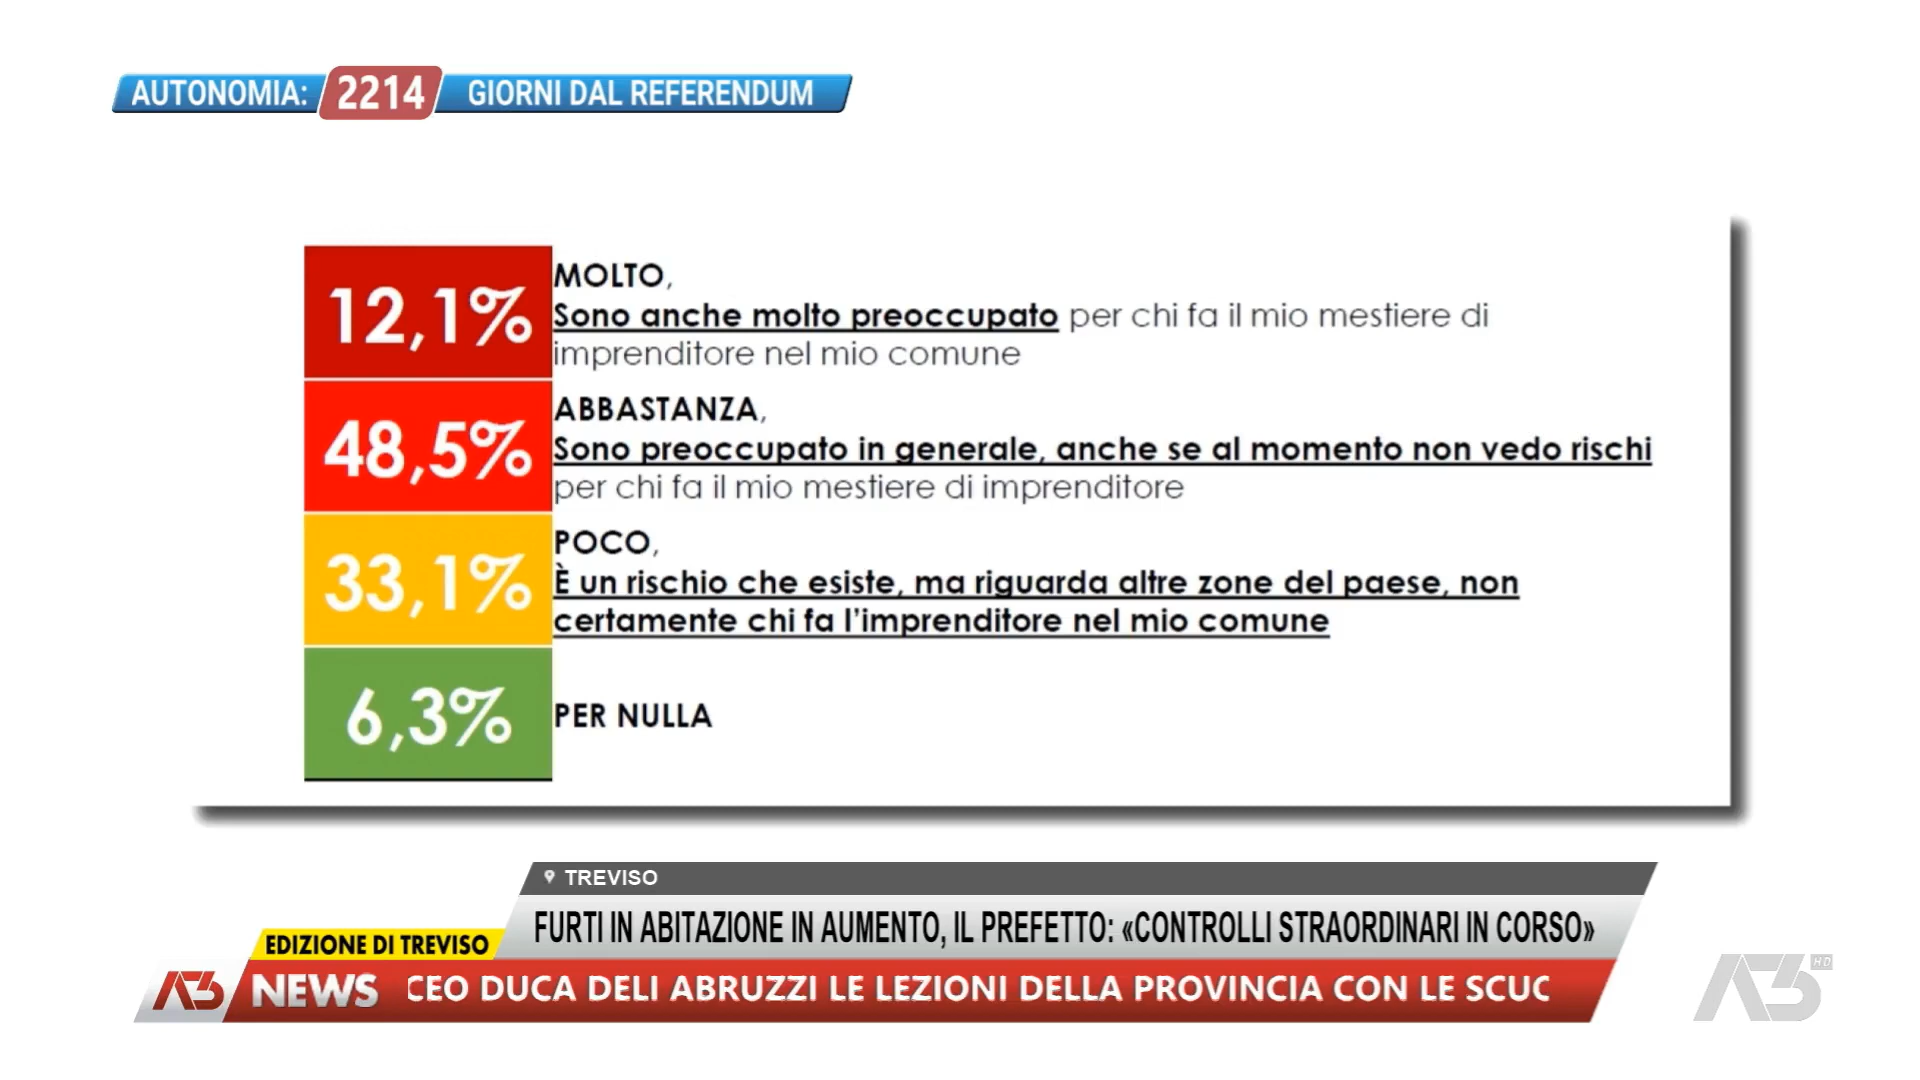 AUTONOMIA: 2214 GIORNI DAL REFERENDUM
12,1% MOLTO,
Sono anche molto preoccupato per chi fa il mio mestiere di
imprenditore nel mio comune
48,5% ABBASTANZA,
Sono preoccupato in generale, anche se al momento non vedo rischi
per chi fa il mio mestiere di imprenditore
33,1% POCO,
È un rischio che esiste, ma riguarda altre zone del paese, non
certamente chi fa l'imprenditore nel mio comune
6,3% PER NULLA
TREVISO
FURTI IN ABITAZIONE IN AUMENTO, IL PREFETTO: «CONTROLLI STRAORDINARI IN CORSO»
EDIZIONE DI TREVISO
A3 NEWS CEO DUCA DELI ABRUZZI LE LEZIONI DELLA PROVINCIA CON LE SCUC
A3 HD